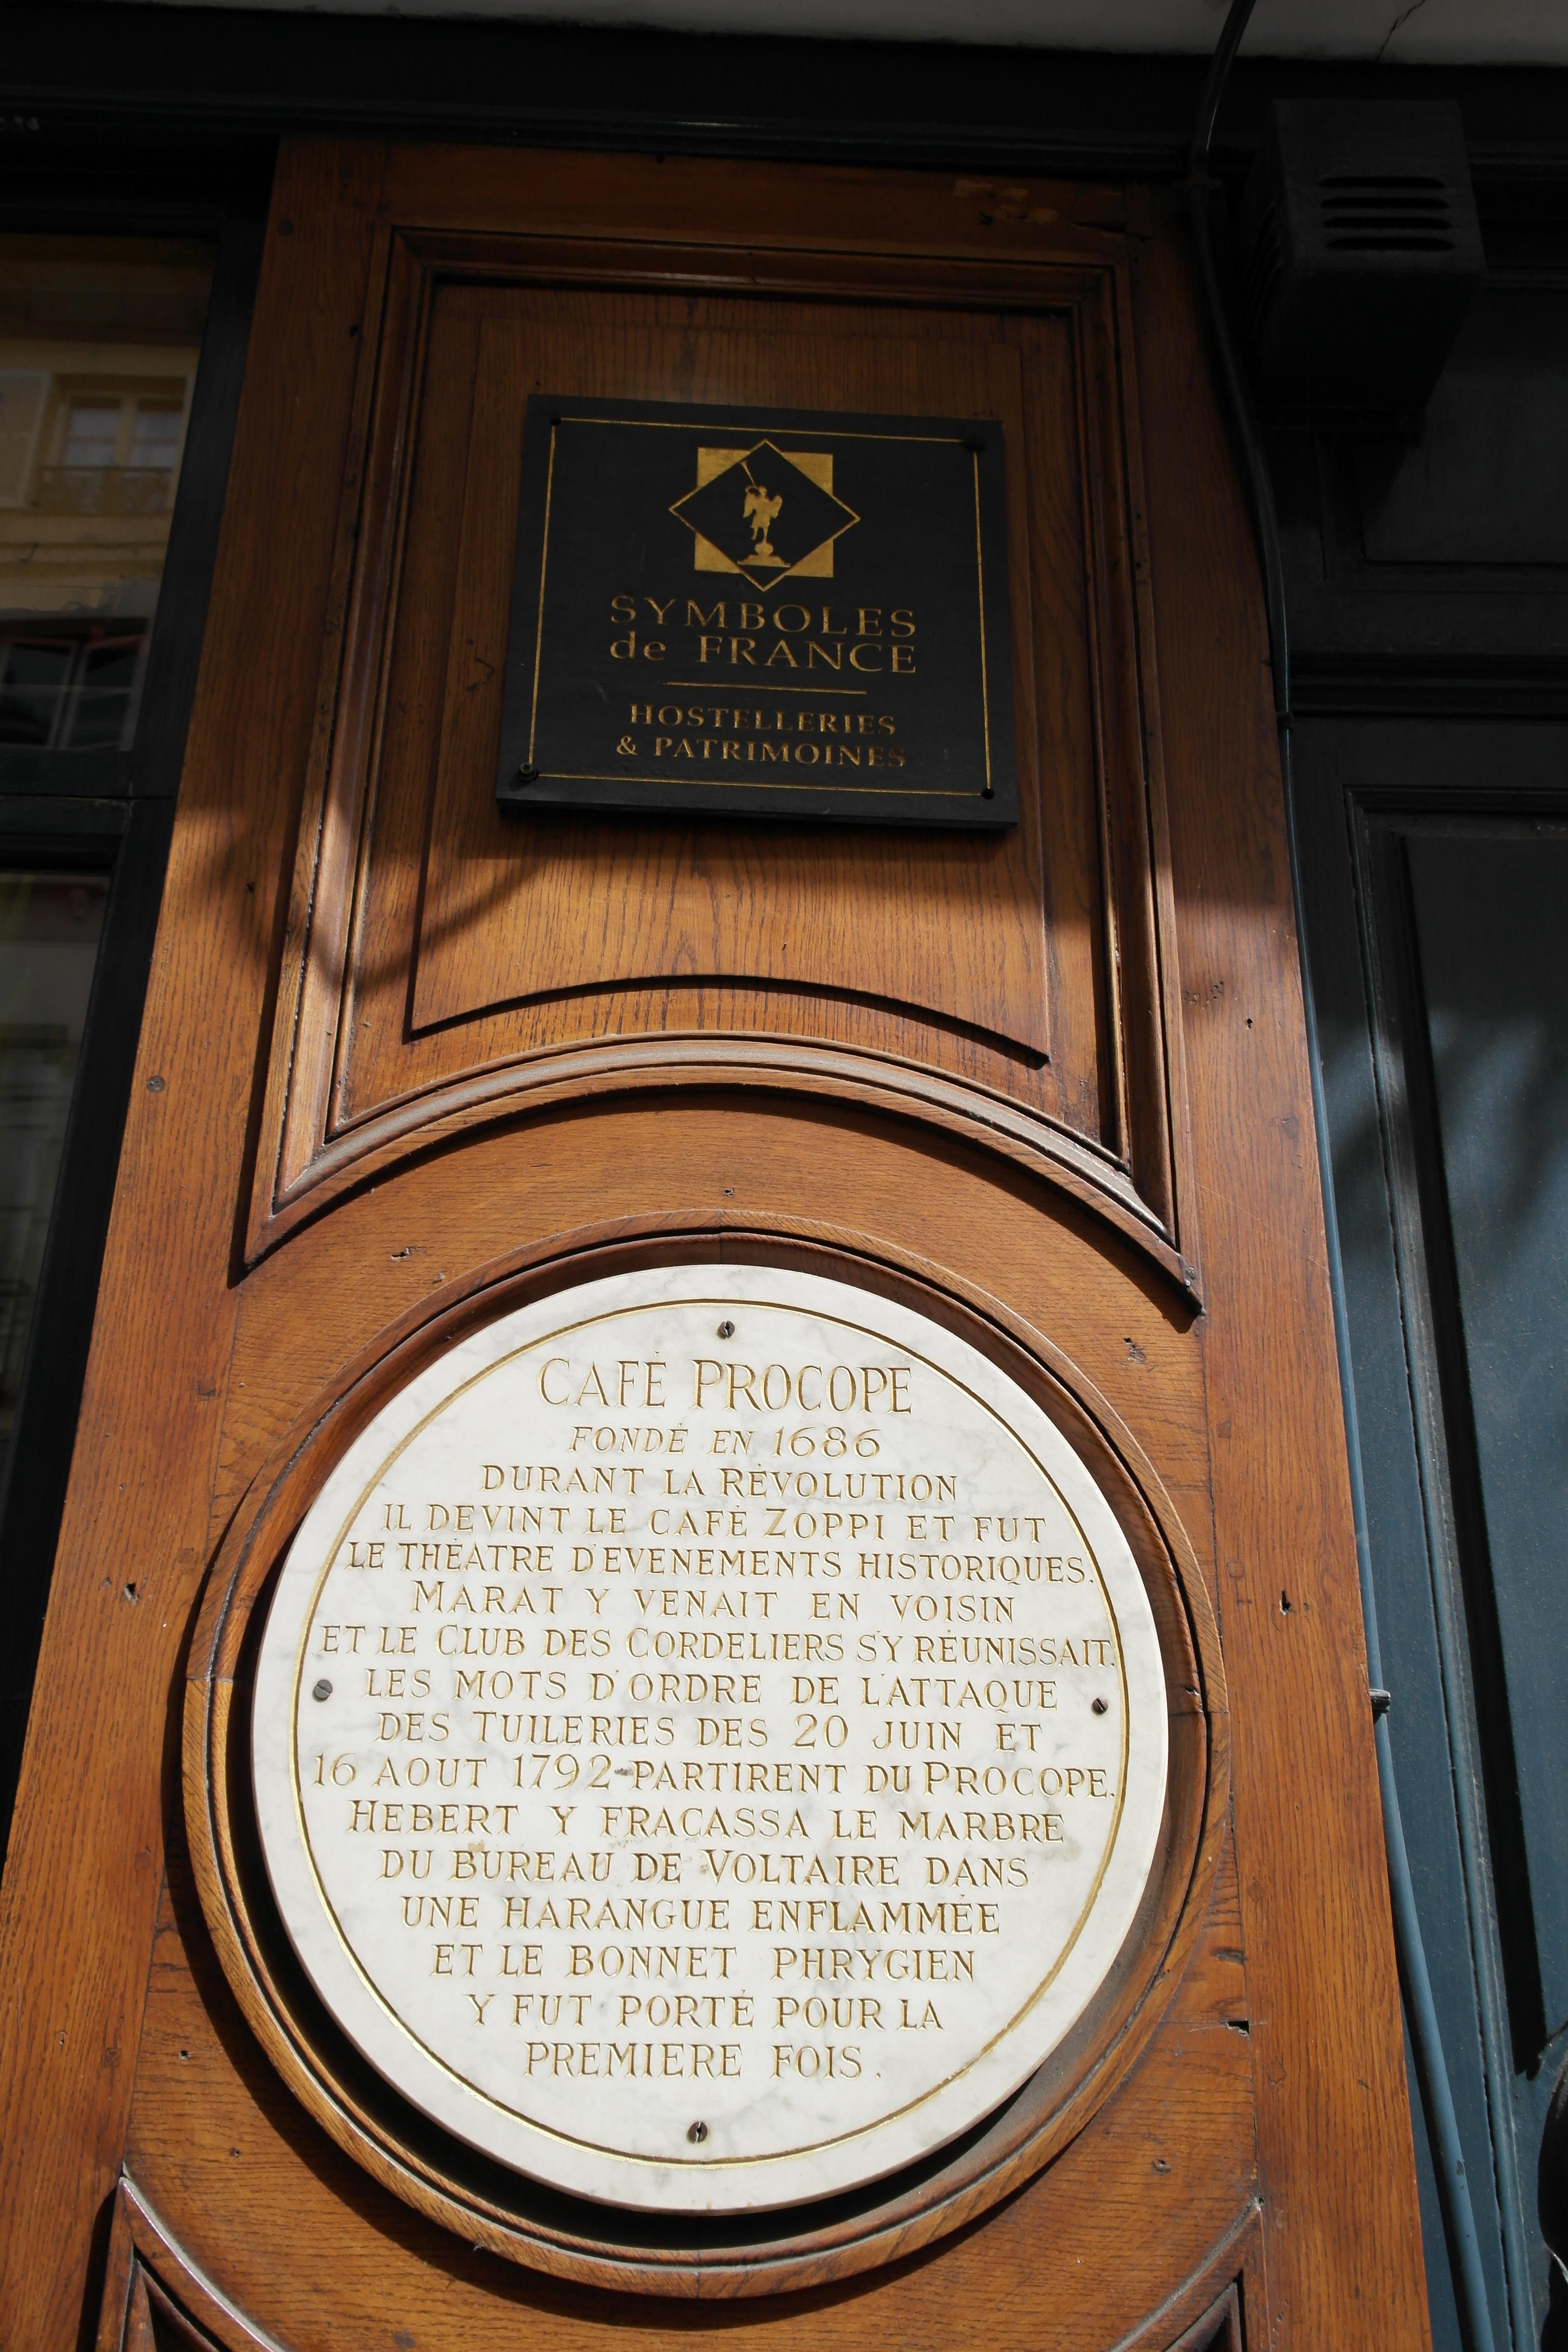 SYMBOLES
de FRANCE
HOSTELLERIES
& PATRIMOINES
CAFÉ PROCOPE
FONDÉ EN 1686
DURANT LA RÉVOLUTION
IL DEVINT LE CAFÉ ZOPPI ET FUT
LE THÉATRE D'EVENEMENTS HISTORIQUES.
MARAT Y VENAIT EN VOISIN
ET LE CLUB DES CORDELIERS S'Y RÉUNISSAIT.
LES MOTS D'ORDRE DE L'ATTAQUE
DES TUILERIES DES 20 JUIN ET
16 AOUT 1792-PARTIRENT DU PROCOPE.
HEBERT Y FRACASSA LE MARBRE
DU BUREAU DE VOLTAIRE DANS
UNE HARANGUE ENFLAMMÉE
ET LE BONNET PHRYGIEN
Y FUT PORTÉ POUR LA
PREMIERE FOIS.